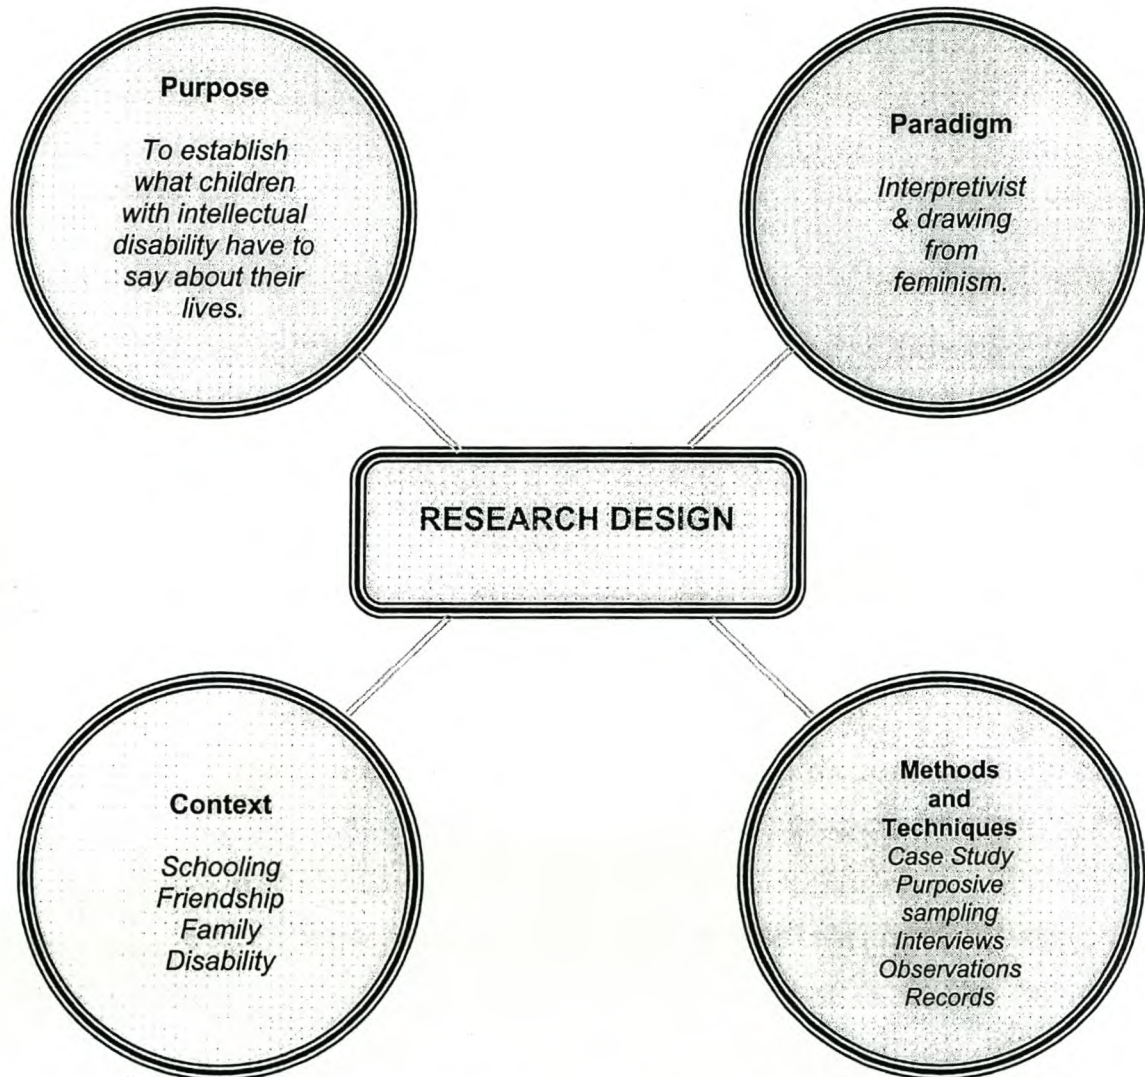 Purpose
To establish
what children
with intellectual
disability have to
say about their
lives.
Paradigm
Interpretivist
& drawing
from
feminism.
RESEARCH DESIGN
Context
Schooling
Friendship
Family
Disability
Methods
and
Techniques
Case Study
Purposive
sampling
Interviews
Observations
Records